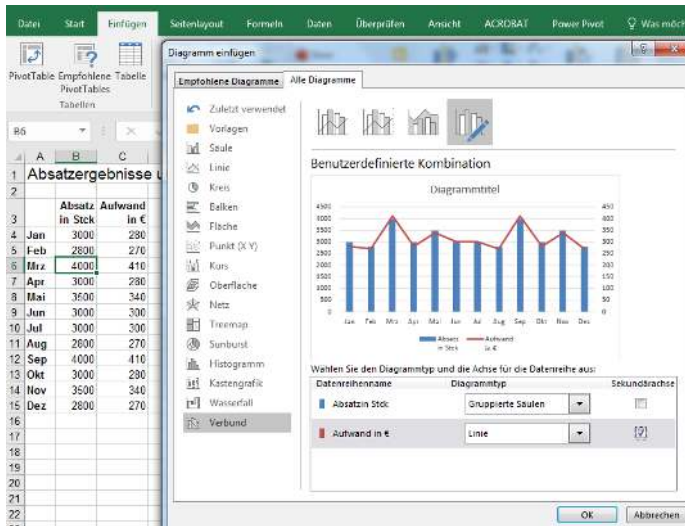 Datei Start Einfügen Seitenlayout Formeln Daten Überprüfen Ansicht ACROBAT Power Pivot Was möch
PivotTable Empfohlene Tabelle
PivotTables
Tabellen
Diagramm einfügen
Empfohlene Diagramme Alle Diagramme
B6
A B C
1 Absatzergebnisse u
2
Absatz Aufwand
3 in Stck in €
4 Jan 3000 280
5 Feb 2800 270
6 Mrz 4000 410
7 Apr 3000 280
8 Mai 3500 340
9 Jun 3000 300
10 Jul 3000 300
11 Aug 2800 270
12 Sep 4000 410
13 Okt 3000 280
14 Nov 3500 340
15 Dez 2800 270
16
17
18
19
20
21
22
Zuletzt verwendet
Vorlagen
Säule
Linie
Kreis
Balken
Fläche
Punkt (X Y)
Kurs
Oberfläche
Netz
Treemap
Sunburst
Histogramm
Kastengrafik
Wasserfall
Verbund
Benutzerdefinierte Kombination
Diagrammtitel
4500 450
4000 400
3500 350
3000 300
2500 250
2000 200
1500 150
1000 100
500 50
0 0
Jan Feb Mrz Apr Mai Jun Jul Aug Sep Okt Nov Dez
Absatz Aufwand
in Stck in €
Wählen Sie den Diagrammtyp und die Achse für die Datenreihe aus:
Datenreihenname Diagrammtyp Sekundärachse
Absatzin Stck Gruppierte Säulen
Aufwand in € Linie
OK Abbrechen